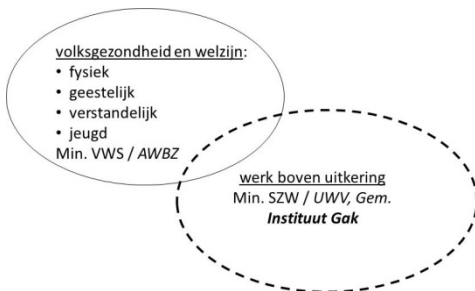 volksgezondheid en welzijn:
• fysiek
• geestelijk
• verstandelijk
• jeugd
Min. VWS / AWBZ
werk boven uitkering
Min. SZW / UWV, Gem.
Instituut Gak